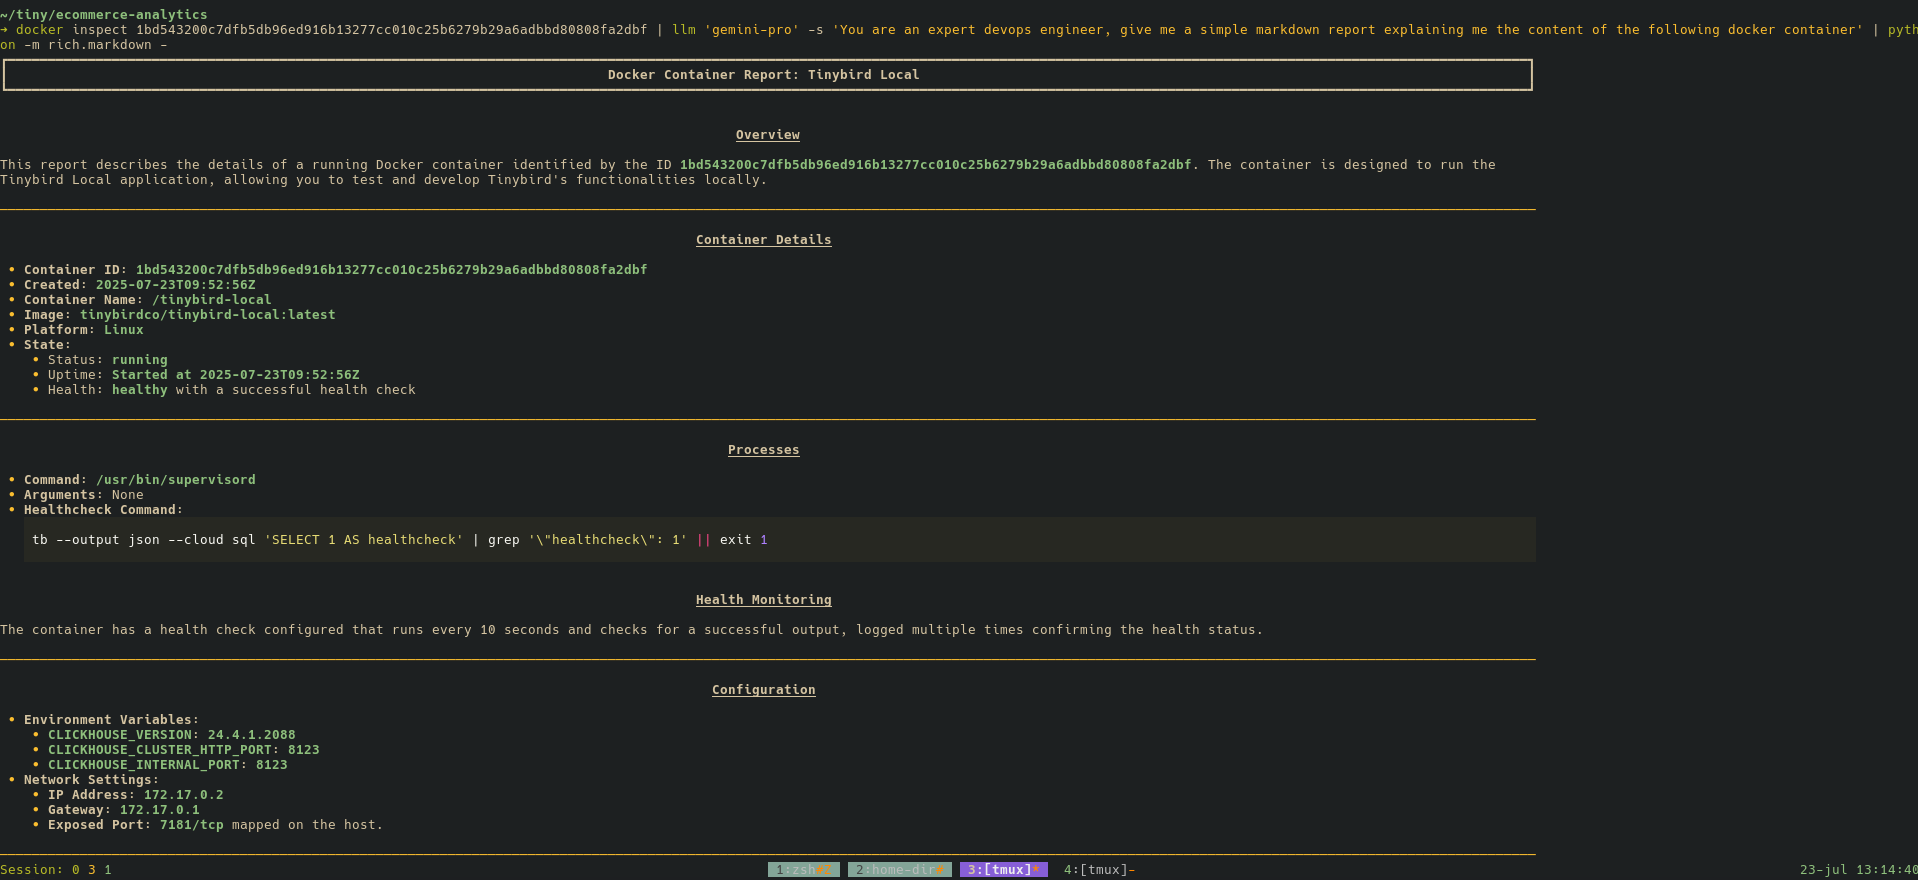 ~/tiny/ecommerce-analytics
→ docker inspect 1bd543200c7dfb5db96ed916b13277cc010c25b6279b29a6adbbd80808fa2dbf | llm 'gemini-pro' -s 'You are an expert devops engineer, give me a simple markdown report explaining me the content of the following docker container' | pyth
on -m rich.markdown -
Docker Container Report: Tinybird Local
Overview
This report describes the details of a running Docker container identified by the ID 1bd543200c7dfb5db96ed916b13277cc010c25b6279b29a6adbbd80808fa2dbf. The container is designed to run the
Tinybird Local application, allowing you to test and develop Tinybird's functionalities locally.
Container Details
• Container ID: 1bd543200c7dfb5db96ed916b13277cc010c25b6279b29a6adbbd80808fa2dbf
• Created: 2025-07-23T09:52:56Z
• Container Name: /tinybird-local
• Image: tinybirdco/tinybird-local:latest
• Platform: Linux
• State:
• Status: running
• Uptime: Started at 2025-07-23T09:52:56Z
• Health: healthy with a successful health check
Processes
• Command: /usr/bin/supervisord
• Arguments: None
• Healthcheck Command:
tb --output json --cloud sql 'SELECT 1 AS healthcheck' | grep '\"healthcheck\": 1' || exit 1
Health Monitoring
The container has a health check configured that runs every 10 seconds and checks for a successful output, logged multiple times confirming the health status.
Configuration
• Environment Variables:
• CLICKHOUSE_VERSION: 24.4.1.2088
• CLICKHOUSE_CLUSTER_HTTP_PORT: 8123
• CLICKHOUSE_INTERNAL_PORT: 8123
• Network Settings:
• IP Address: 172.17.0.2
• Gateway: 172.17.0.1
• Exposed Port: 7181/tcp mapped on the host.
Session: 0 3 1 1:zsh 2:home-dir 3:[tmux]* 4:[tmux]- 23-jul 13:14:40